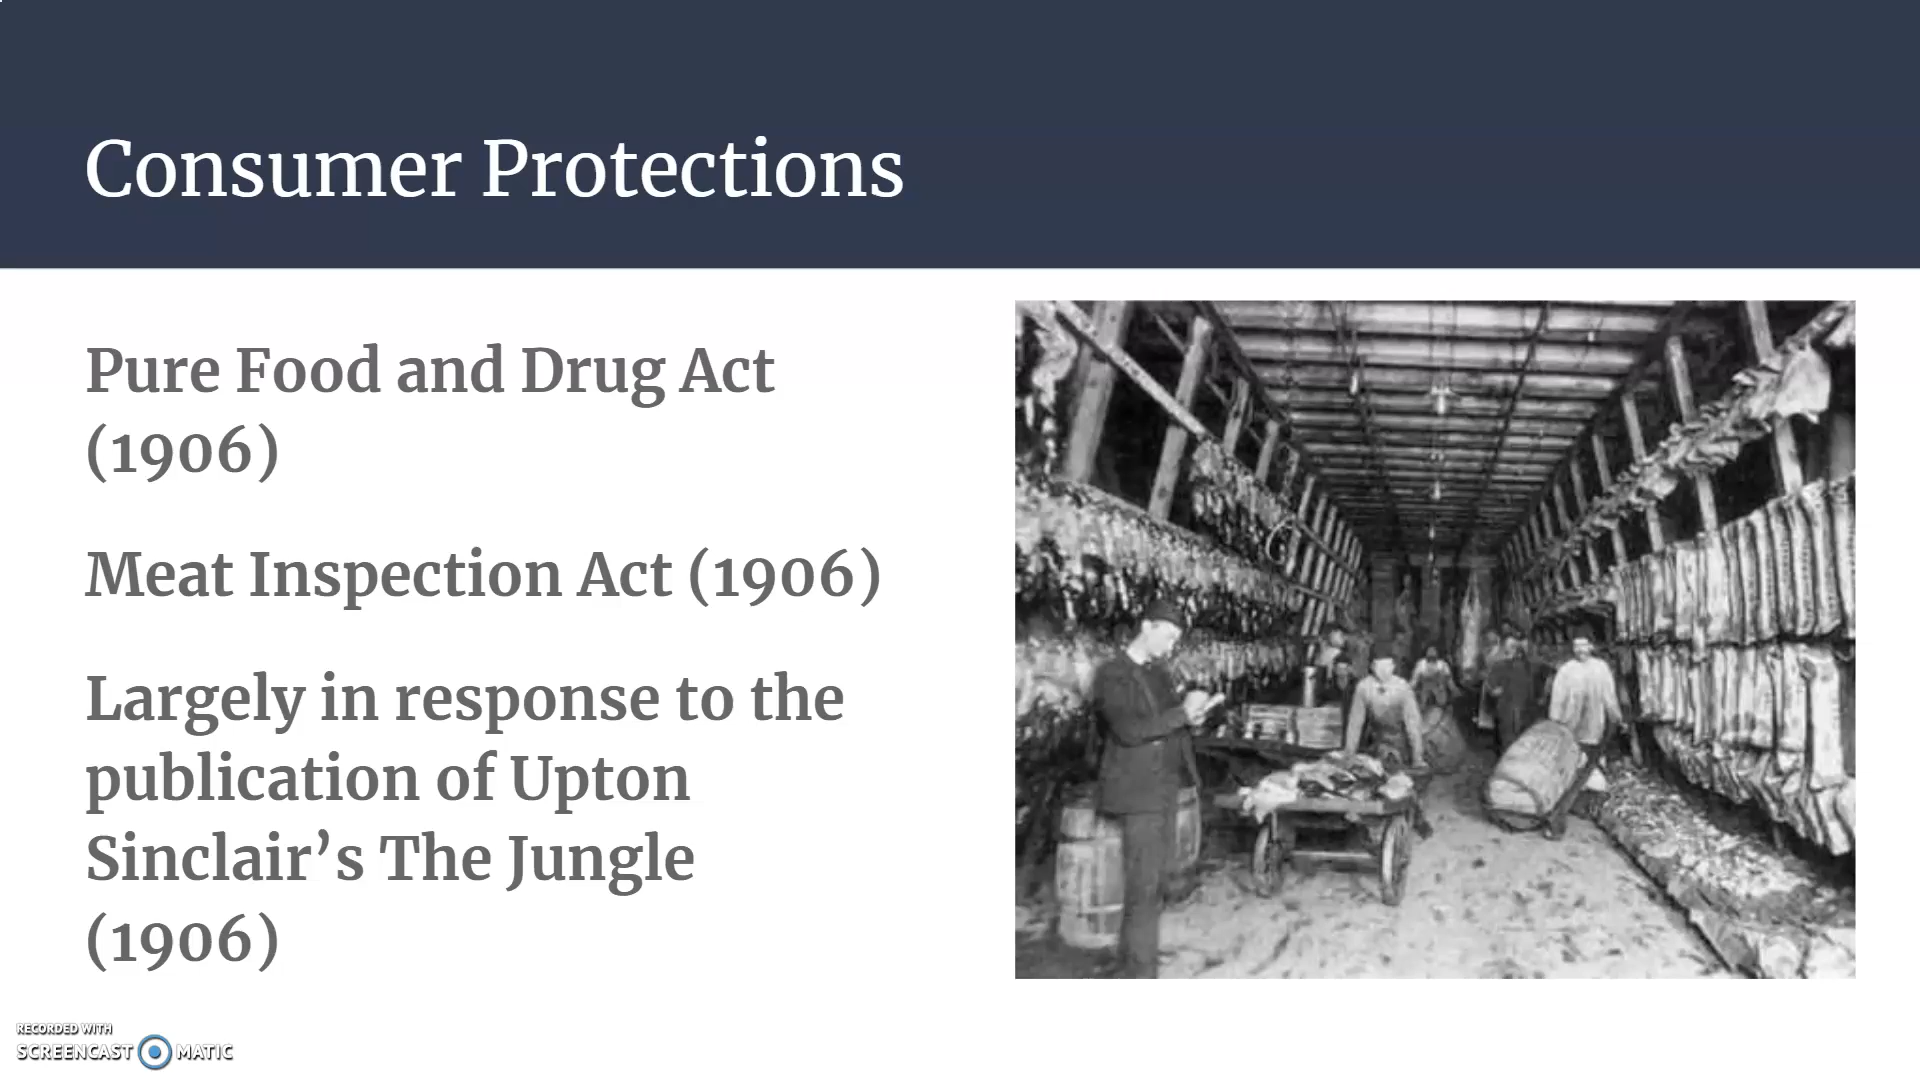 Consumer Protections
Pure Food and Drug Act
(1906)
Meat Inspection Act (1906)
Largely in response to the
publication of Upton
Sinclair’s The Jungle
(1906)
RECORDED WITH
SCREENCAST MATIC